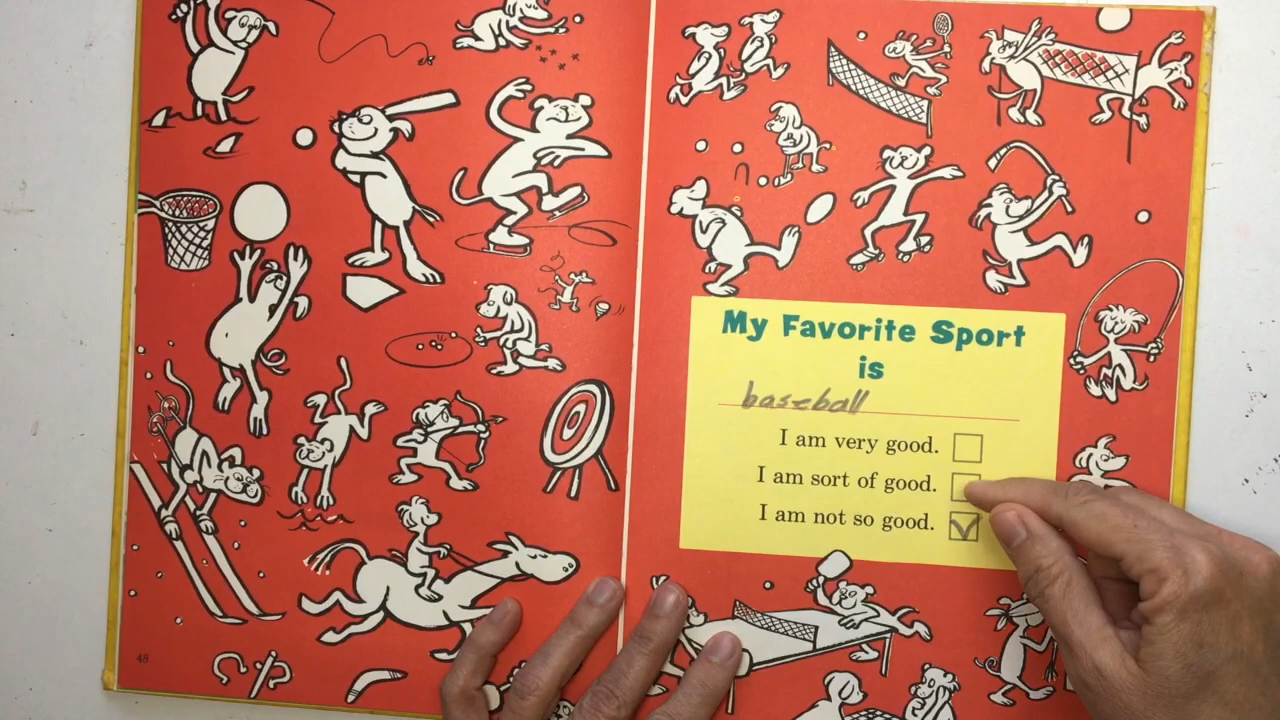 My Favorite Sport
is
baseball
I am very good.
I am sort of good.
I am not so good.
48